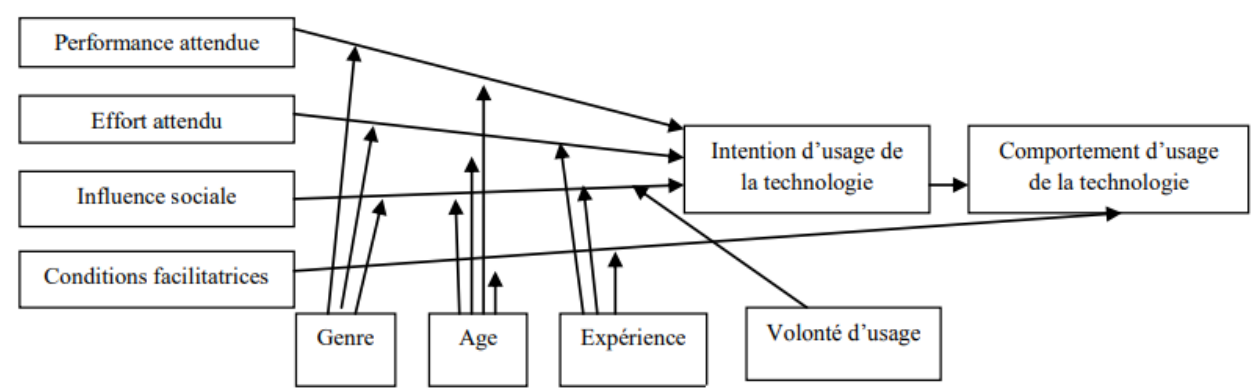 Performance attendue
Effort attendu
Influence sociale
Conditions facilitatrices
Intention d’usage de
la technologie
Comportement d’usage
de la technologie
Genre
Age
Expérience
Volonté d’usage